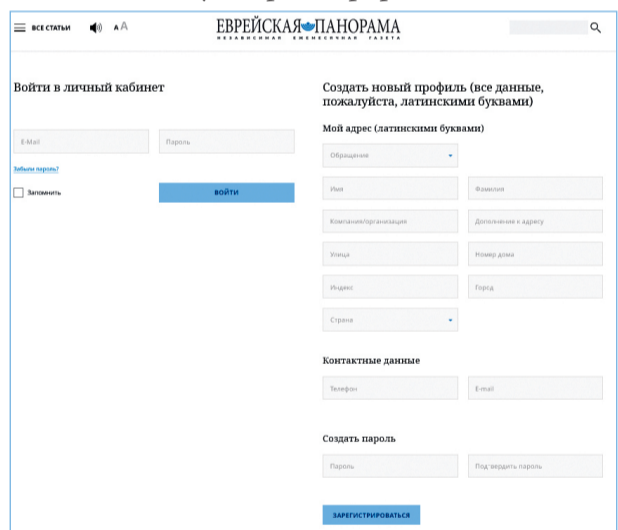 ВСЕ СТАТЬИ
A A
ЕВРЕЙСКАЯ ПАНОРАМА
НЕЗАВИСИМАЯ ЕЖЕМЕСЯЧНАЯ ГАЗЕТА
Войти в личный кабинет
E-Mail
Пароль
Забыли пароль?
Запомнить
ВОЙТИ
Создать новый профиль (все данные,
пожалуйста, латинскими буквами)
Мой адрес (латинскими буквами)
Обращение
Имя
Фамилия
Компания/организация
Дополнение к адресу
Улица
Номер дома
Индекс
Город
Страна
Контактные данные
Телефон
E-mail
Создать пароль
Пароль
Подтвердить пароль
ЗАРЕГИСТРИРОВАТЬСЯ